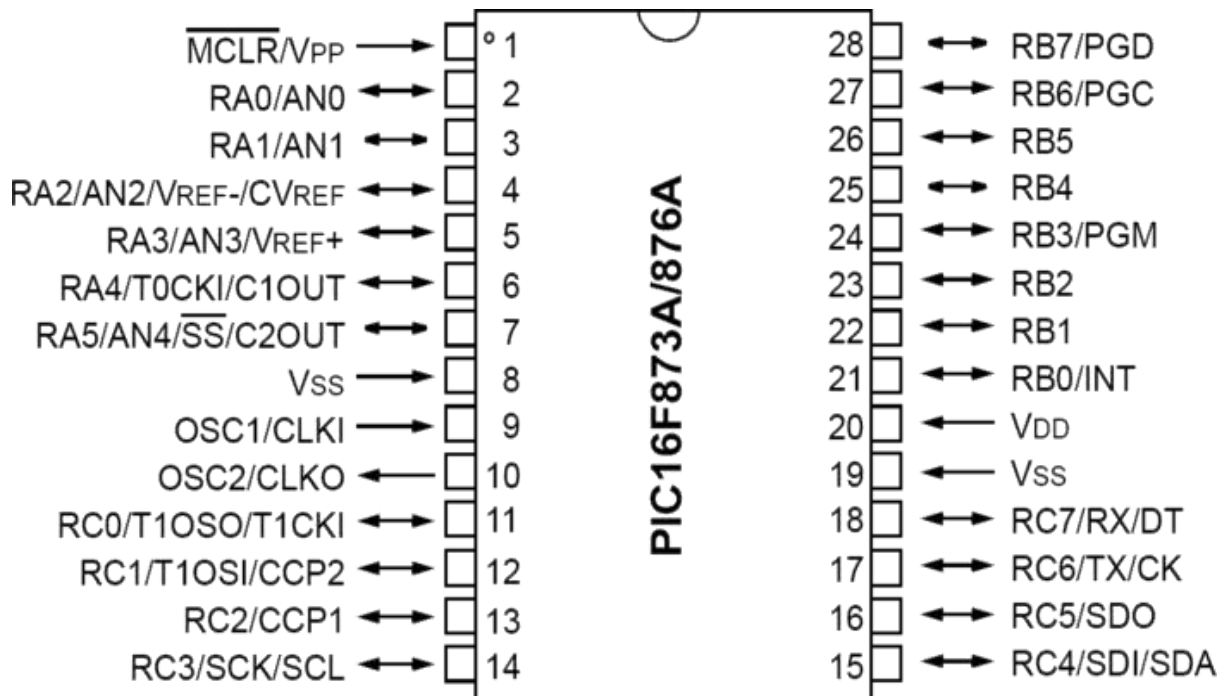 MCLR/VPP 1 28 RB7/PGD
RA0/AN0 2 27 RB6/PGC
RA1/AN1 3 26 RB5
RA2/AN2/VREF-/CVREF 4 25 RB4
RA3/AN3/VREF+ 5 24 RB3/PGM
RA4/T0CKI/C1OUT 6 23 RB2
RA5/AN4/SS/C2OUT 7 22 RB1
VSS 8 21 RB0/INT
OSC1/CLKI 9 20 VDD
OSC2/CLKO 10 19 VSS
RC0/T1OSO/T1CKI 11 18 RC7/RX/DT
RC1/T1OSI/CCP2 12 17 RC6/TX/CK
RC2/CCP1 13 16 RC5/SDO
RC3/SCK/SCL 14 15 RC4/SDI/SDA
PIC16F873A/876A